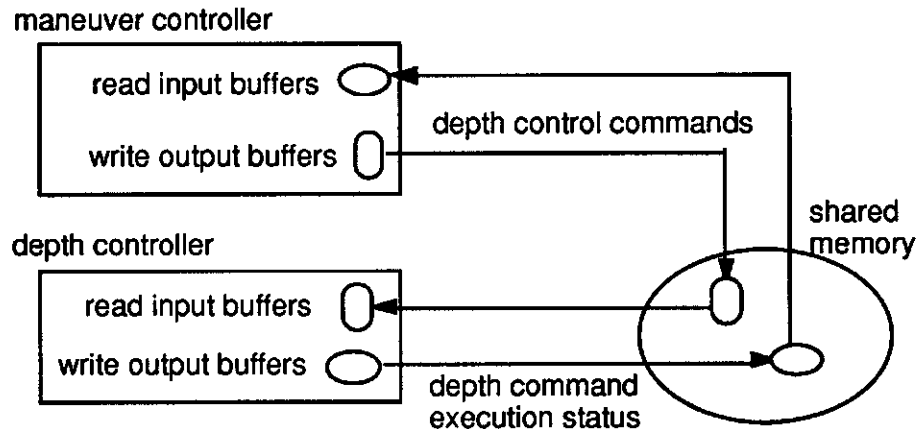 maneuver controller
read input buffers
write output buffers
depth control commands
shared
memory
depth controller
read input buffers
write output buffers
depth command
execution status